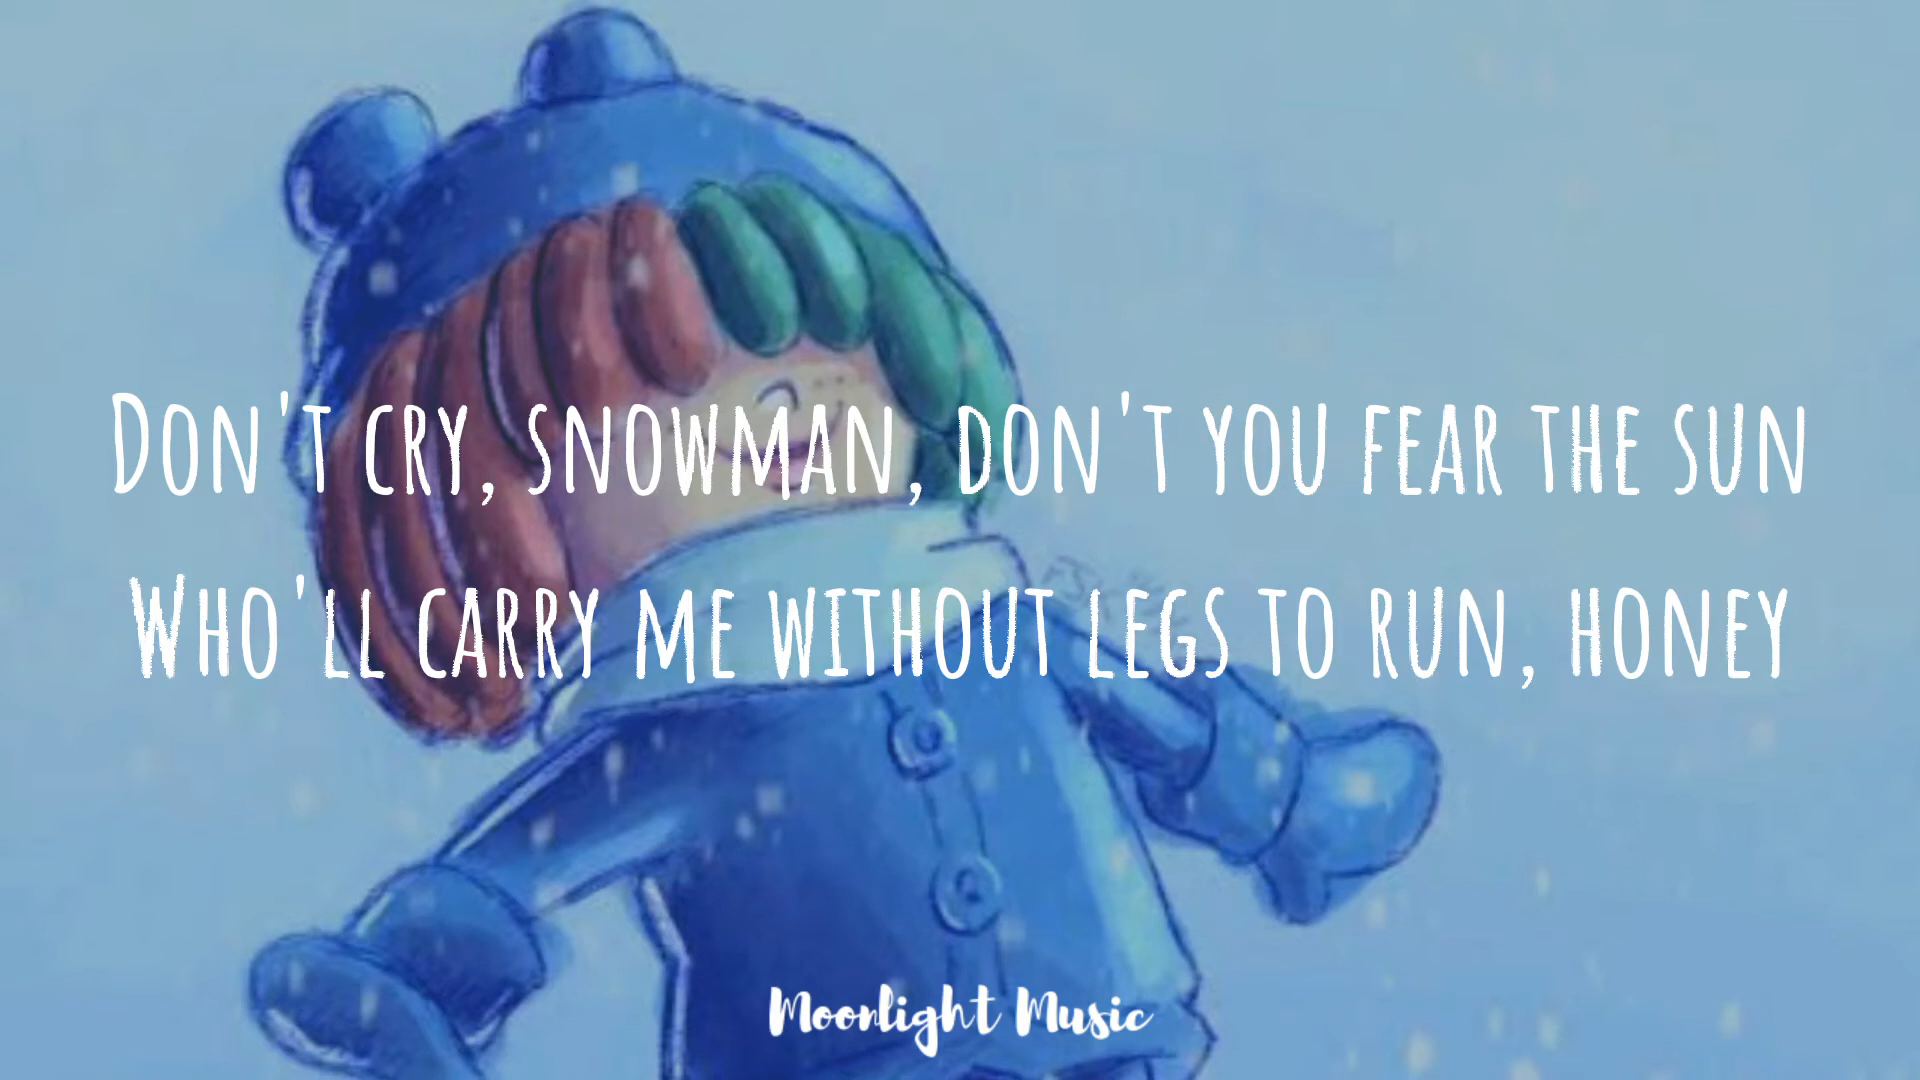 Don't cry, snowman, don't you fear the sun
Who'll carry me without legs to run, honey
Moonlight Music